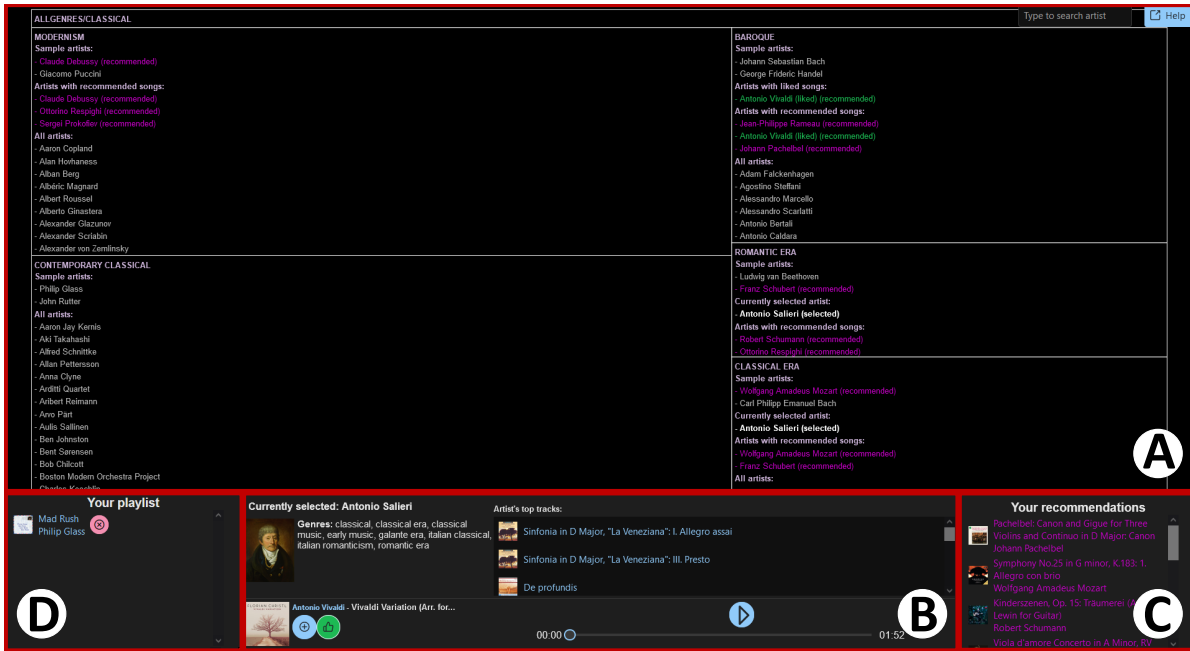 ALLGENRES/CLASSICAL
Type to search artist
Help
MODERNISM
Sample artists:
- Claude Debussy (recommended)
- Giacomo Puccini
Artists with recommended songs:
- Claude Debussy (recommended)
- Ottorino Respighi (recommended)
- Sergei Prokofiev (recommended)
All artists:
- Aaron Copland
- Alan Hovhaness
- Alban Berg
- Albéric Magnard
- Albert Roussel
- Alberto Ginastera
- Alexander Glazunov
- Alexander Scriabin
- Alexander von Zemlinsky
CONTEMPORARY CLASSICAL
Sample artists:
- Philip Glass
- John Rutter
All artists:
- Aaron Jay Kernis
- Aki Takahashi
- Alfred Schnittke
- Allan Pettersson
- Anna Clyne
- Arditti Quartet
- Aribert Reimann
- Arvo Pärt
- Aulis Sallinen
- Ben Johnston
- Bent Sørensen
- Bob Chilcott
- Boston Modern Orchestra Project
- Charles Koechlin
BAROQUE
Sample artists:
- Johann Sebastian Bach
- George Frideric Handel
Artists with liked songs:
- Antonio Vivaldi (liked) (recommended)
Artists with recommended songs:
- Jean-Philippe Rameau (recommended)
- Antonio Vivaldi (liked) (recommended)
- Johann Pachelbel (recommended)
All artists:
- Adam Falckenhagen
- Agostino Steffani
- Alessandro Marcello
- Alessandro Scarlatti
- Antonio Bertali
- Antonio Caldara
ROMANTIC ERA
Sample artists:
- Ludwig van Beethoven
- Franz Schubert (recommended)
Currently selected artist:
- Antonio Salieri (selected)
Artists with recommended songs:
- Robert Schumann (recommended)
- Ottorino Respighi (recommended)
CLASSICAL ERA
Sample artists:
- Wolfgang Amadeus Mozart (recommended)
- Carl Philipp Emanuel Bach
Currently selected artist:
- Antonio Salieri (selected)
Artists with recommended songs:
- Wolfgang Amadeus Mozart (recommended)
- Franz Schubert (recommended)
All artists:
A
Your playlist
Mad Rush
Philip Glass
D
Currently selected: Antonio Salieri
Genres: classical, classical era, classical
music, early music, galante era, italian classical,
italian romanticism, romantic era
Artist's top tracks:
Sinfonia in D Major, "La Veneziana": I. Allegro assai
Sinfonia in D Major, "La Veneziana": III. Presto
De profundis
FLORIAN CHRISTL
Antonio Vivaldi - Vivaldi Variation (Arr. for...
00:00
01:52
B
Your recommendations
Pachelbel: Canon and Gigue for Three
Violins and Continuo in D Major: Canon
Johann Pachelbel
Symphony No.25 in G minor, K.183: 1.
Allegro con brio
Wolfgang Amadeus Mozart
Kinderszenen, Op. 15: Träumerei (A
Lewin for Guitar)
Robert Schumann
Viola d'amore Concerto in A Minor, RV
C